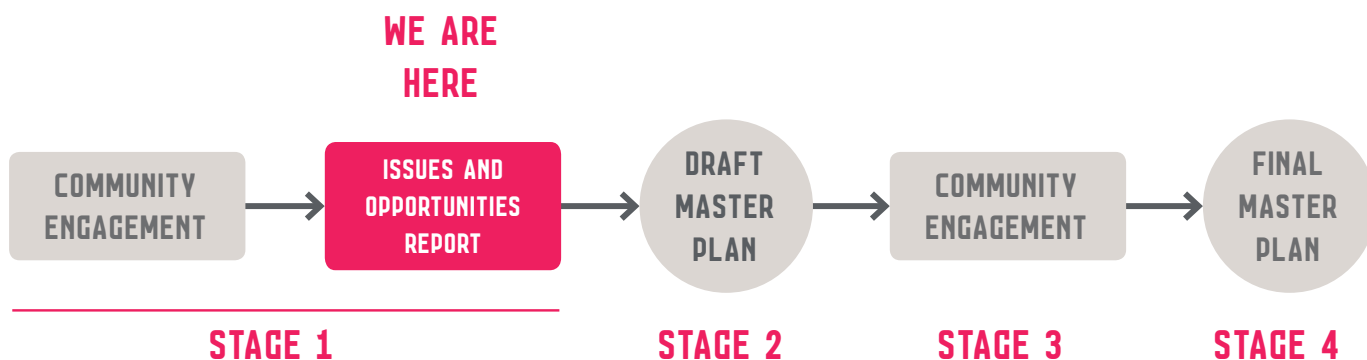 WE ARE
HERE
COMMUNITY
ENGAGEMENT
ISSUES AND
OPPORTUNITIES
REPORT
DRAFT
MASTER
PLAN
COMMUNITY
ENGAGEMENT
FINAL
MASTER
PLAN
STAGE 1
STAGE 2
STAGE 3
STAGE 4